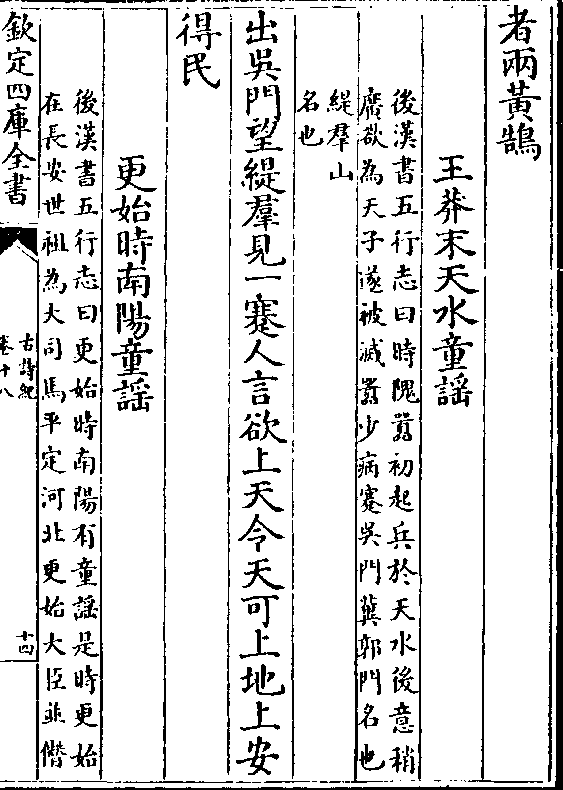 者兩黃鵠
王莽末天水童謡
後漢書五行志曰時隗囂初起兵於天水後意稍
廣欲為天子遂被滅囂少病蹇吳門冀郭門名也
緹羣山
名也
出吳門望緹羣見一蹇人言欲上天令天可上地上安
得民
更始時南陽童謡
後漢書五行志曰更始時南陽有童謡是時更始
在長安世祖為大司馬平定河北更始大臣並僭
欽定四庫全書
古詩紀
卷十八
十四